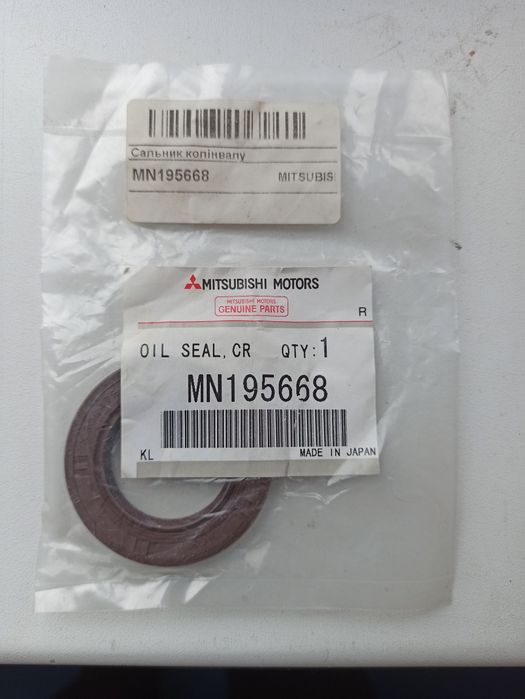 Сальник колінвалу
MN195668 MITSUBIS
MITSUBISHI MOTORS
MITSUBISHI MOTORS
GENUINE PARTS
R
OIL SEAL, CR QTY:1
MN195668
KL MADE IN JAPAN